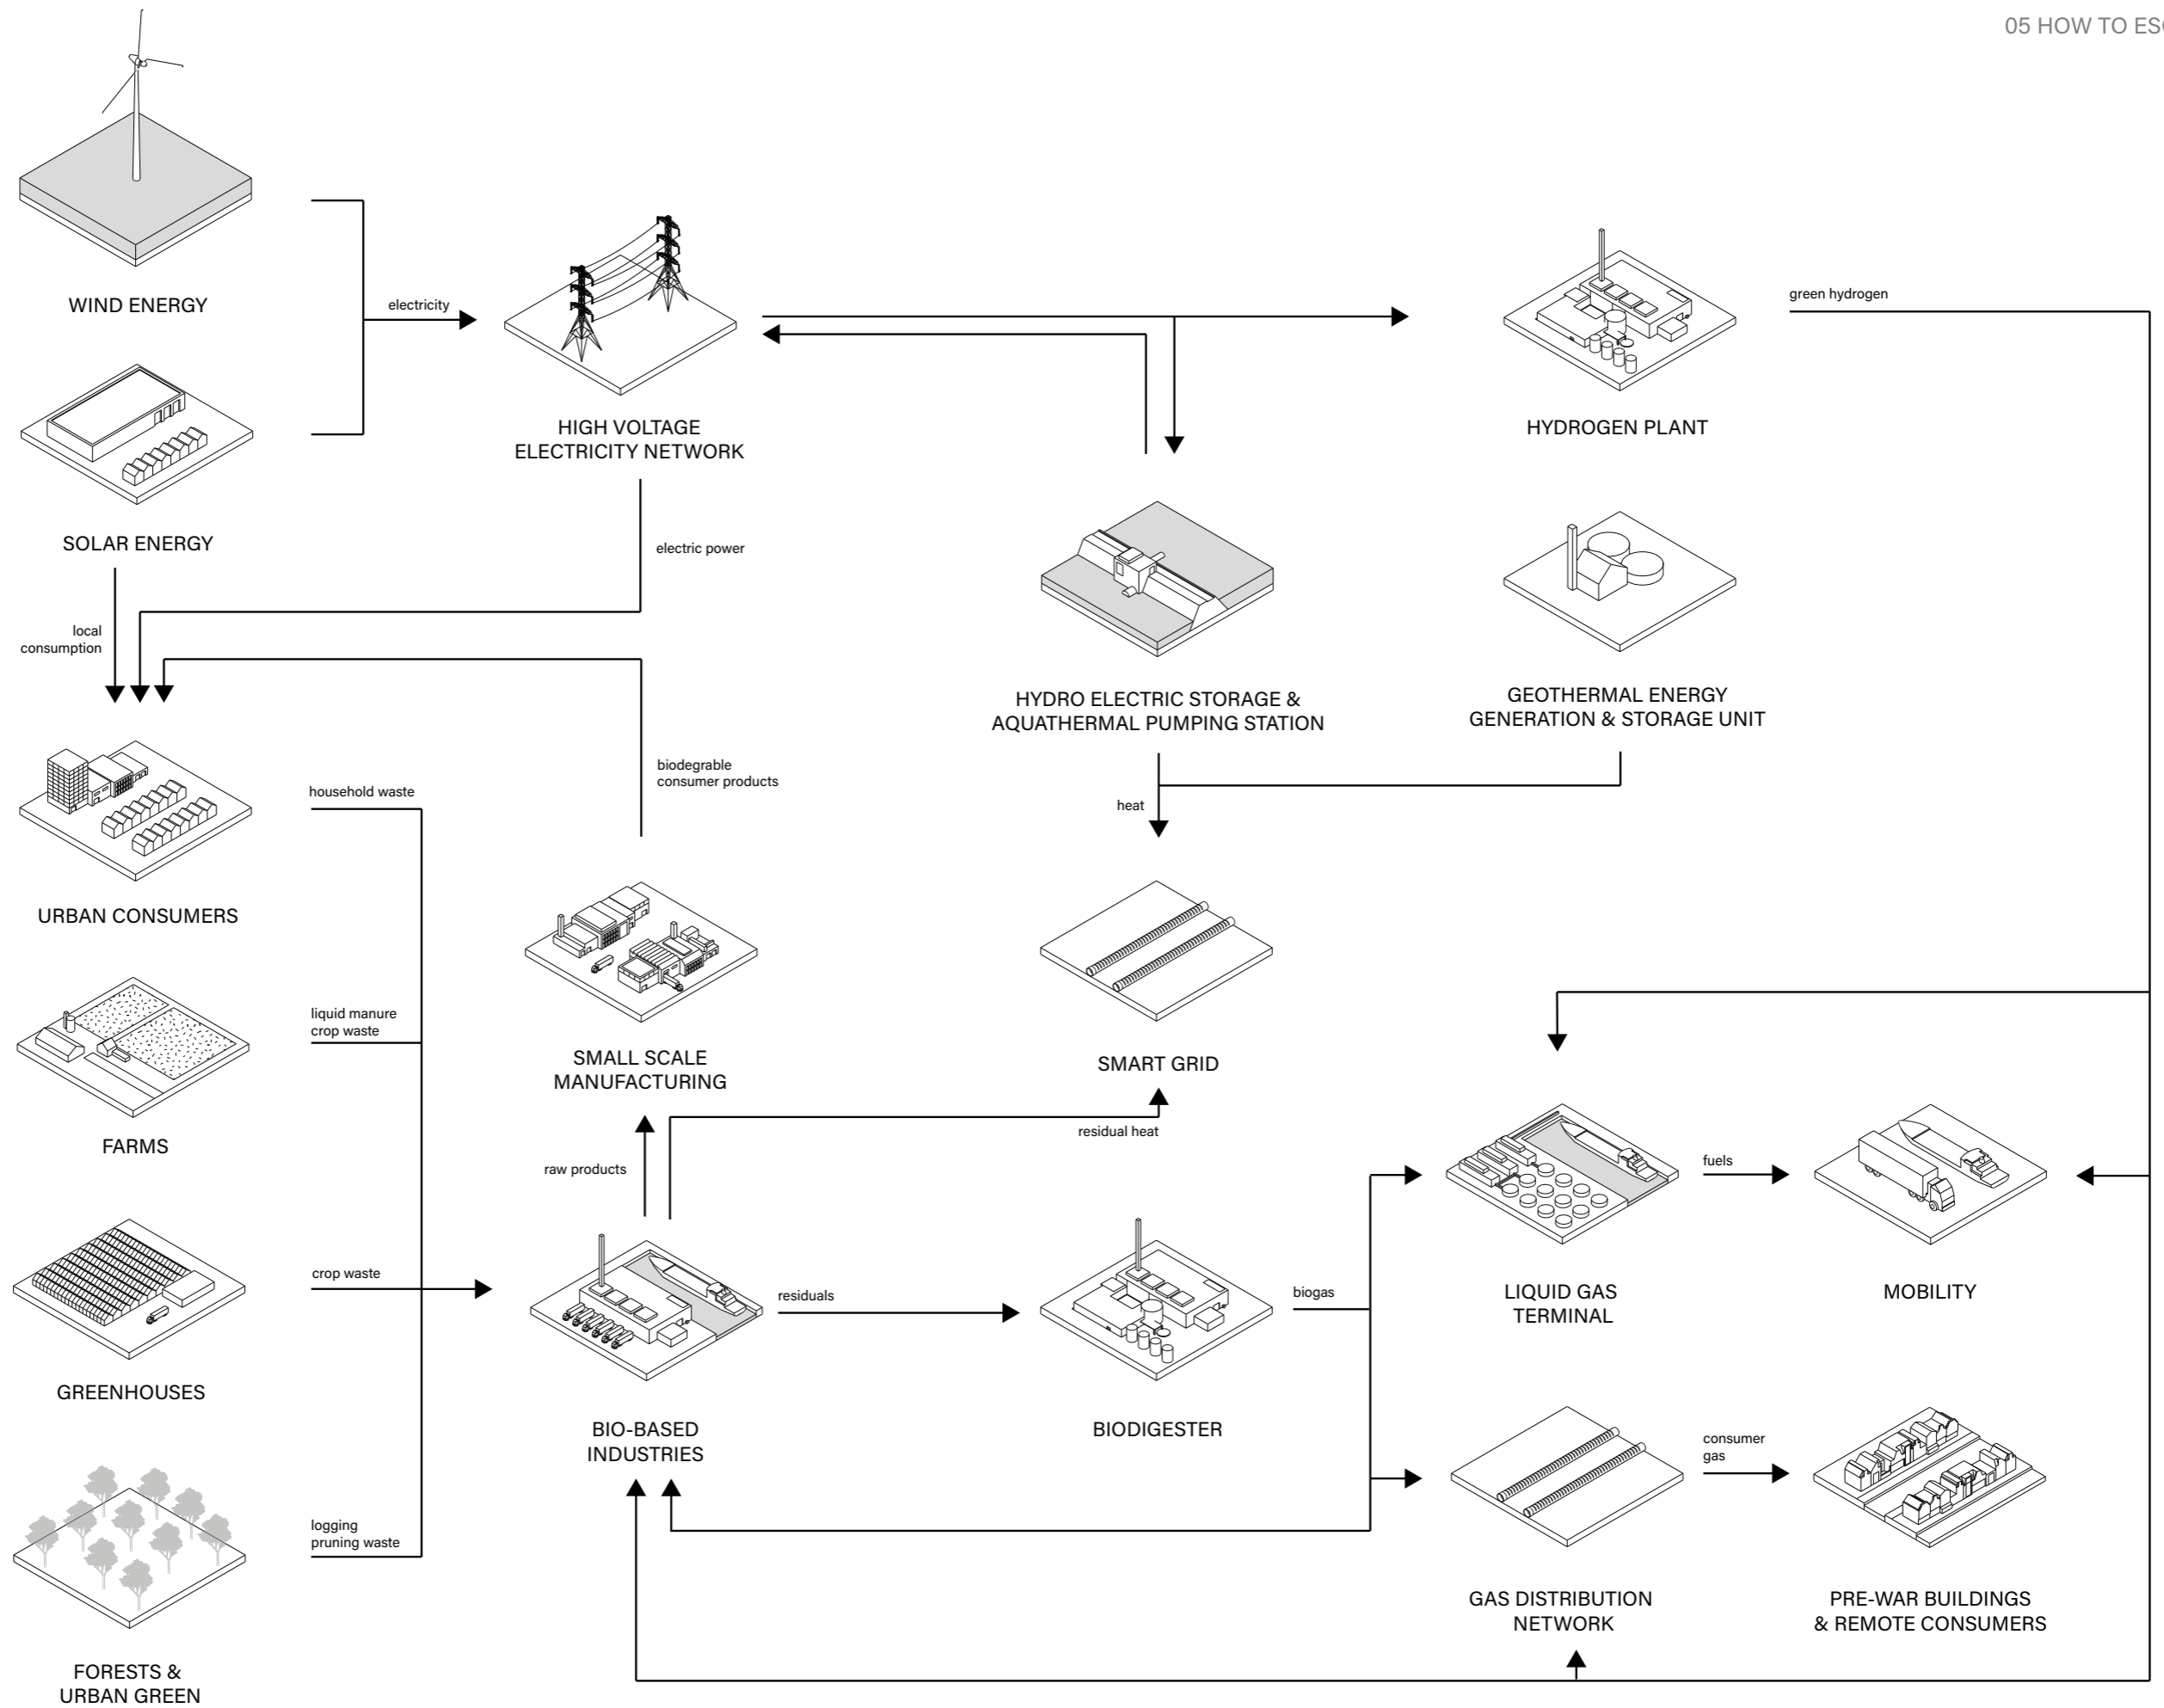 05 HOW TO ESC
WIND ENERGY
electricity
green hydrogen
HIGH VOLTAGE
ELECTRICITY NETWORK
HYDROGEN PLANT
SOLAR ENERGY
electric power
local
consumption
HYDRO ELECTRIC STORAGE &
AQUATHERMAL PUMPING STATION
GEOTHERMAL ENERGY
GENERATION & STORAGE UNIT
biodegrable
consumer products
household waste
heat
URBAN CONSUMERS
liquid manure
crop waste
SMALL SCALE
MANUFACTURING
SMART GRID
FARMS
residual heat
raw products
fuels
crop waste
residuals
biogas
LIQUID GAS
TERMINAL
MOBILITY
GREENHOUSES
BIO-BASED
INDUSTRIES
BIODIGESTER
consumer
gas
logging
pruning waste
GAS DISTRIBUTION
NETWORK
PRE-WAR BUILDINGS
& REMOTE CONSUMERS
FORESTS &
URBAN GREEN